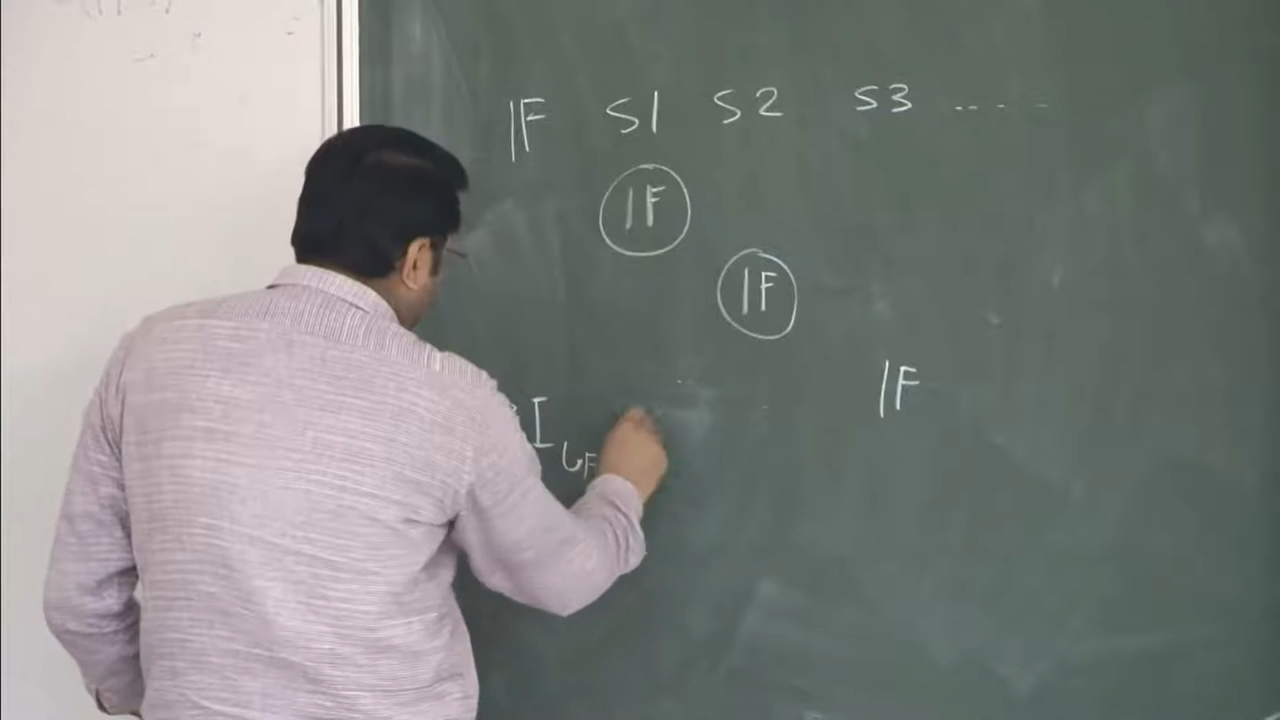 IF S1 S2 S3 .....
IF
IF
IF
I